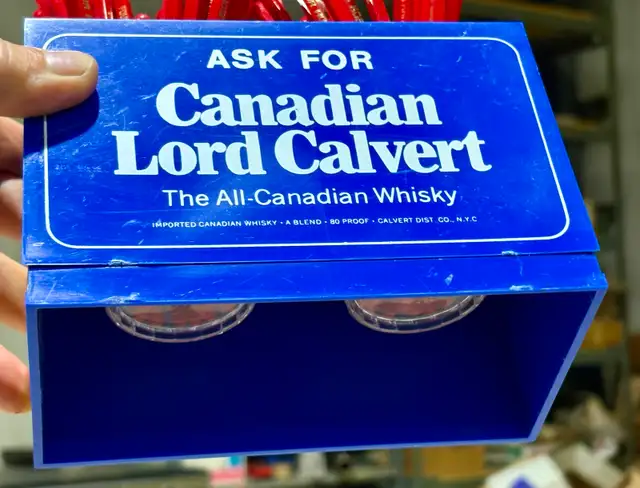 ASK FOR
Canadian
Lord Calvert
The All-Canadian Whisky
IMPORTED CANADIAN WHISKY - A BLEND - 80 PROOF - CALVERT DIST. CO., N.Y.C